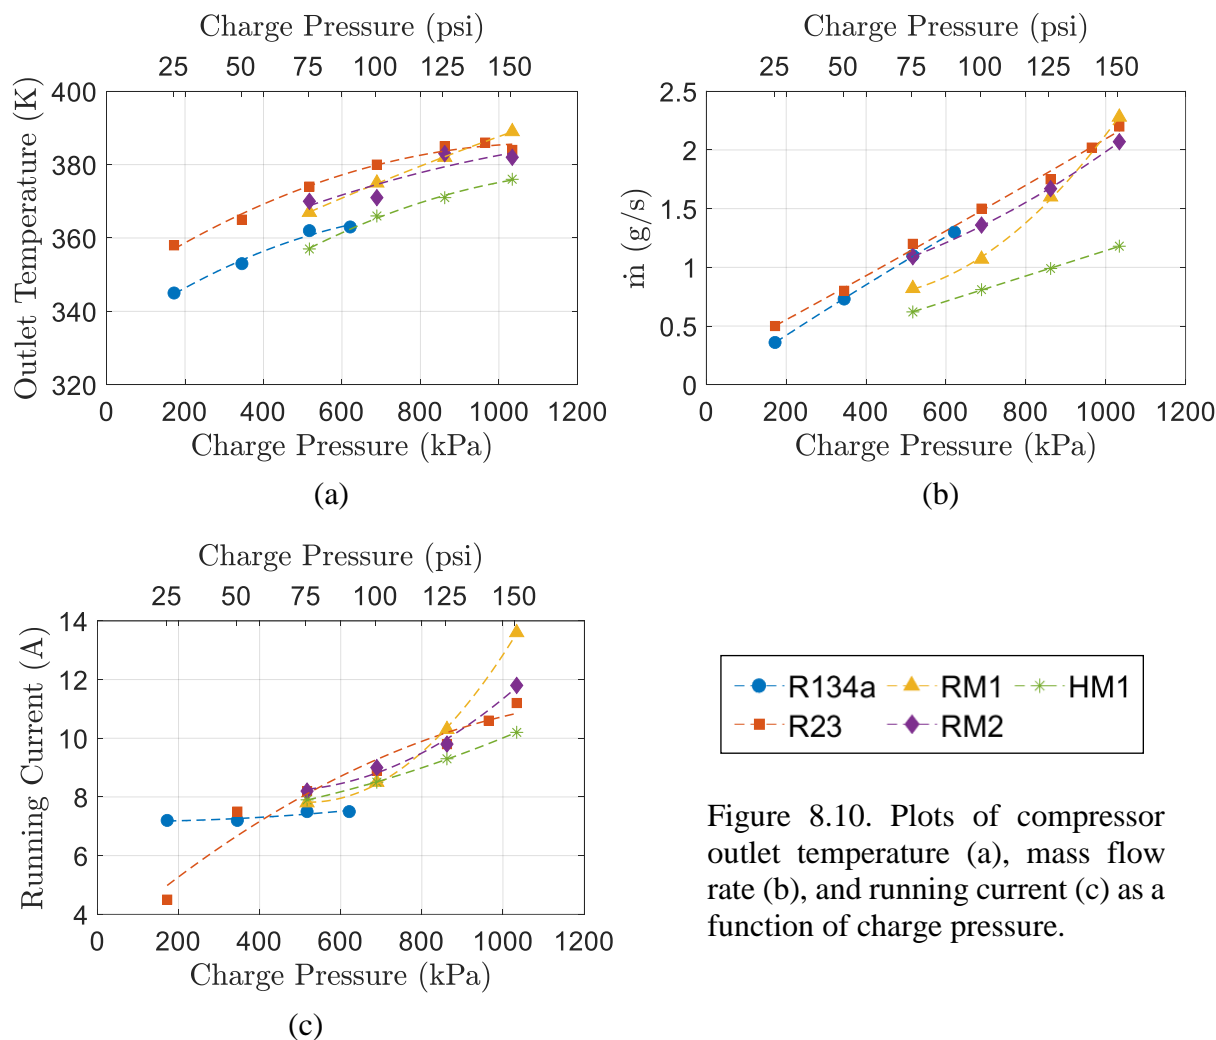 Charge Pressure (psi)
25 50 75 100 125 150
400
380
360
340
320
Outlet Temperature (K)
0 200 400 600 800 1000 1200
Charge Pressure (kPa)
(a)
Charge Pressure (psi)
25 50 75 100 125 150
2.5
2
1.5
1
0.5
0
ṁ (g/s)
0 200 400 600 800 1000 1200
Charge Pressure (kPa)
(b)
Charge Pressure (psi)
25 50 75 100 125 150
14
12
10
8
6
4
Running Current (A)
0 200 400 600 800 1000 1200
Charge Pressure (kPa)
(c)
R134a RM1 HM1
R23 RM2
Figure 8.10. Plots of compressor
outlet temperature (a), mass flow
rate (b), and running current (c) as a
function of charge pressure.